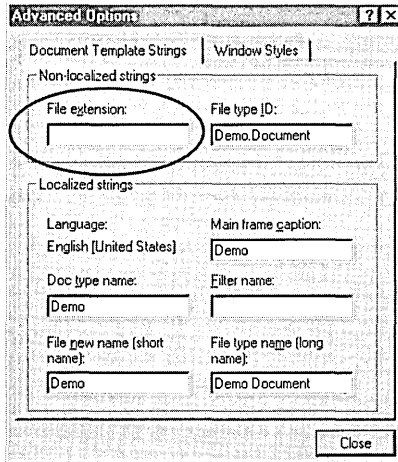 Advanced Options
Document Template Strings Window Styles
Non-localized strings
File extension: File type ID:
Demo.Document
Localized strings
Language: Main frame caption:
English [United States] Demo
Doc type name: Filter name:
Demo
File new name (short name): File type name (long name):
Demo Demo Document
Close